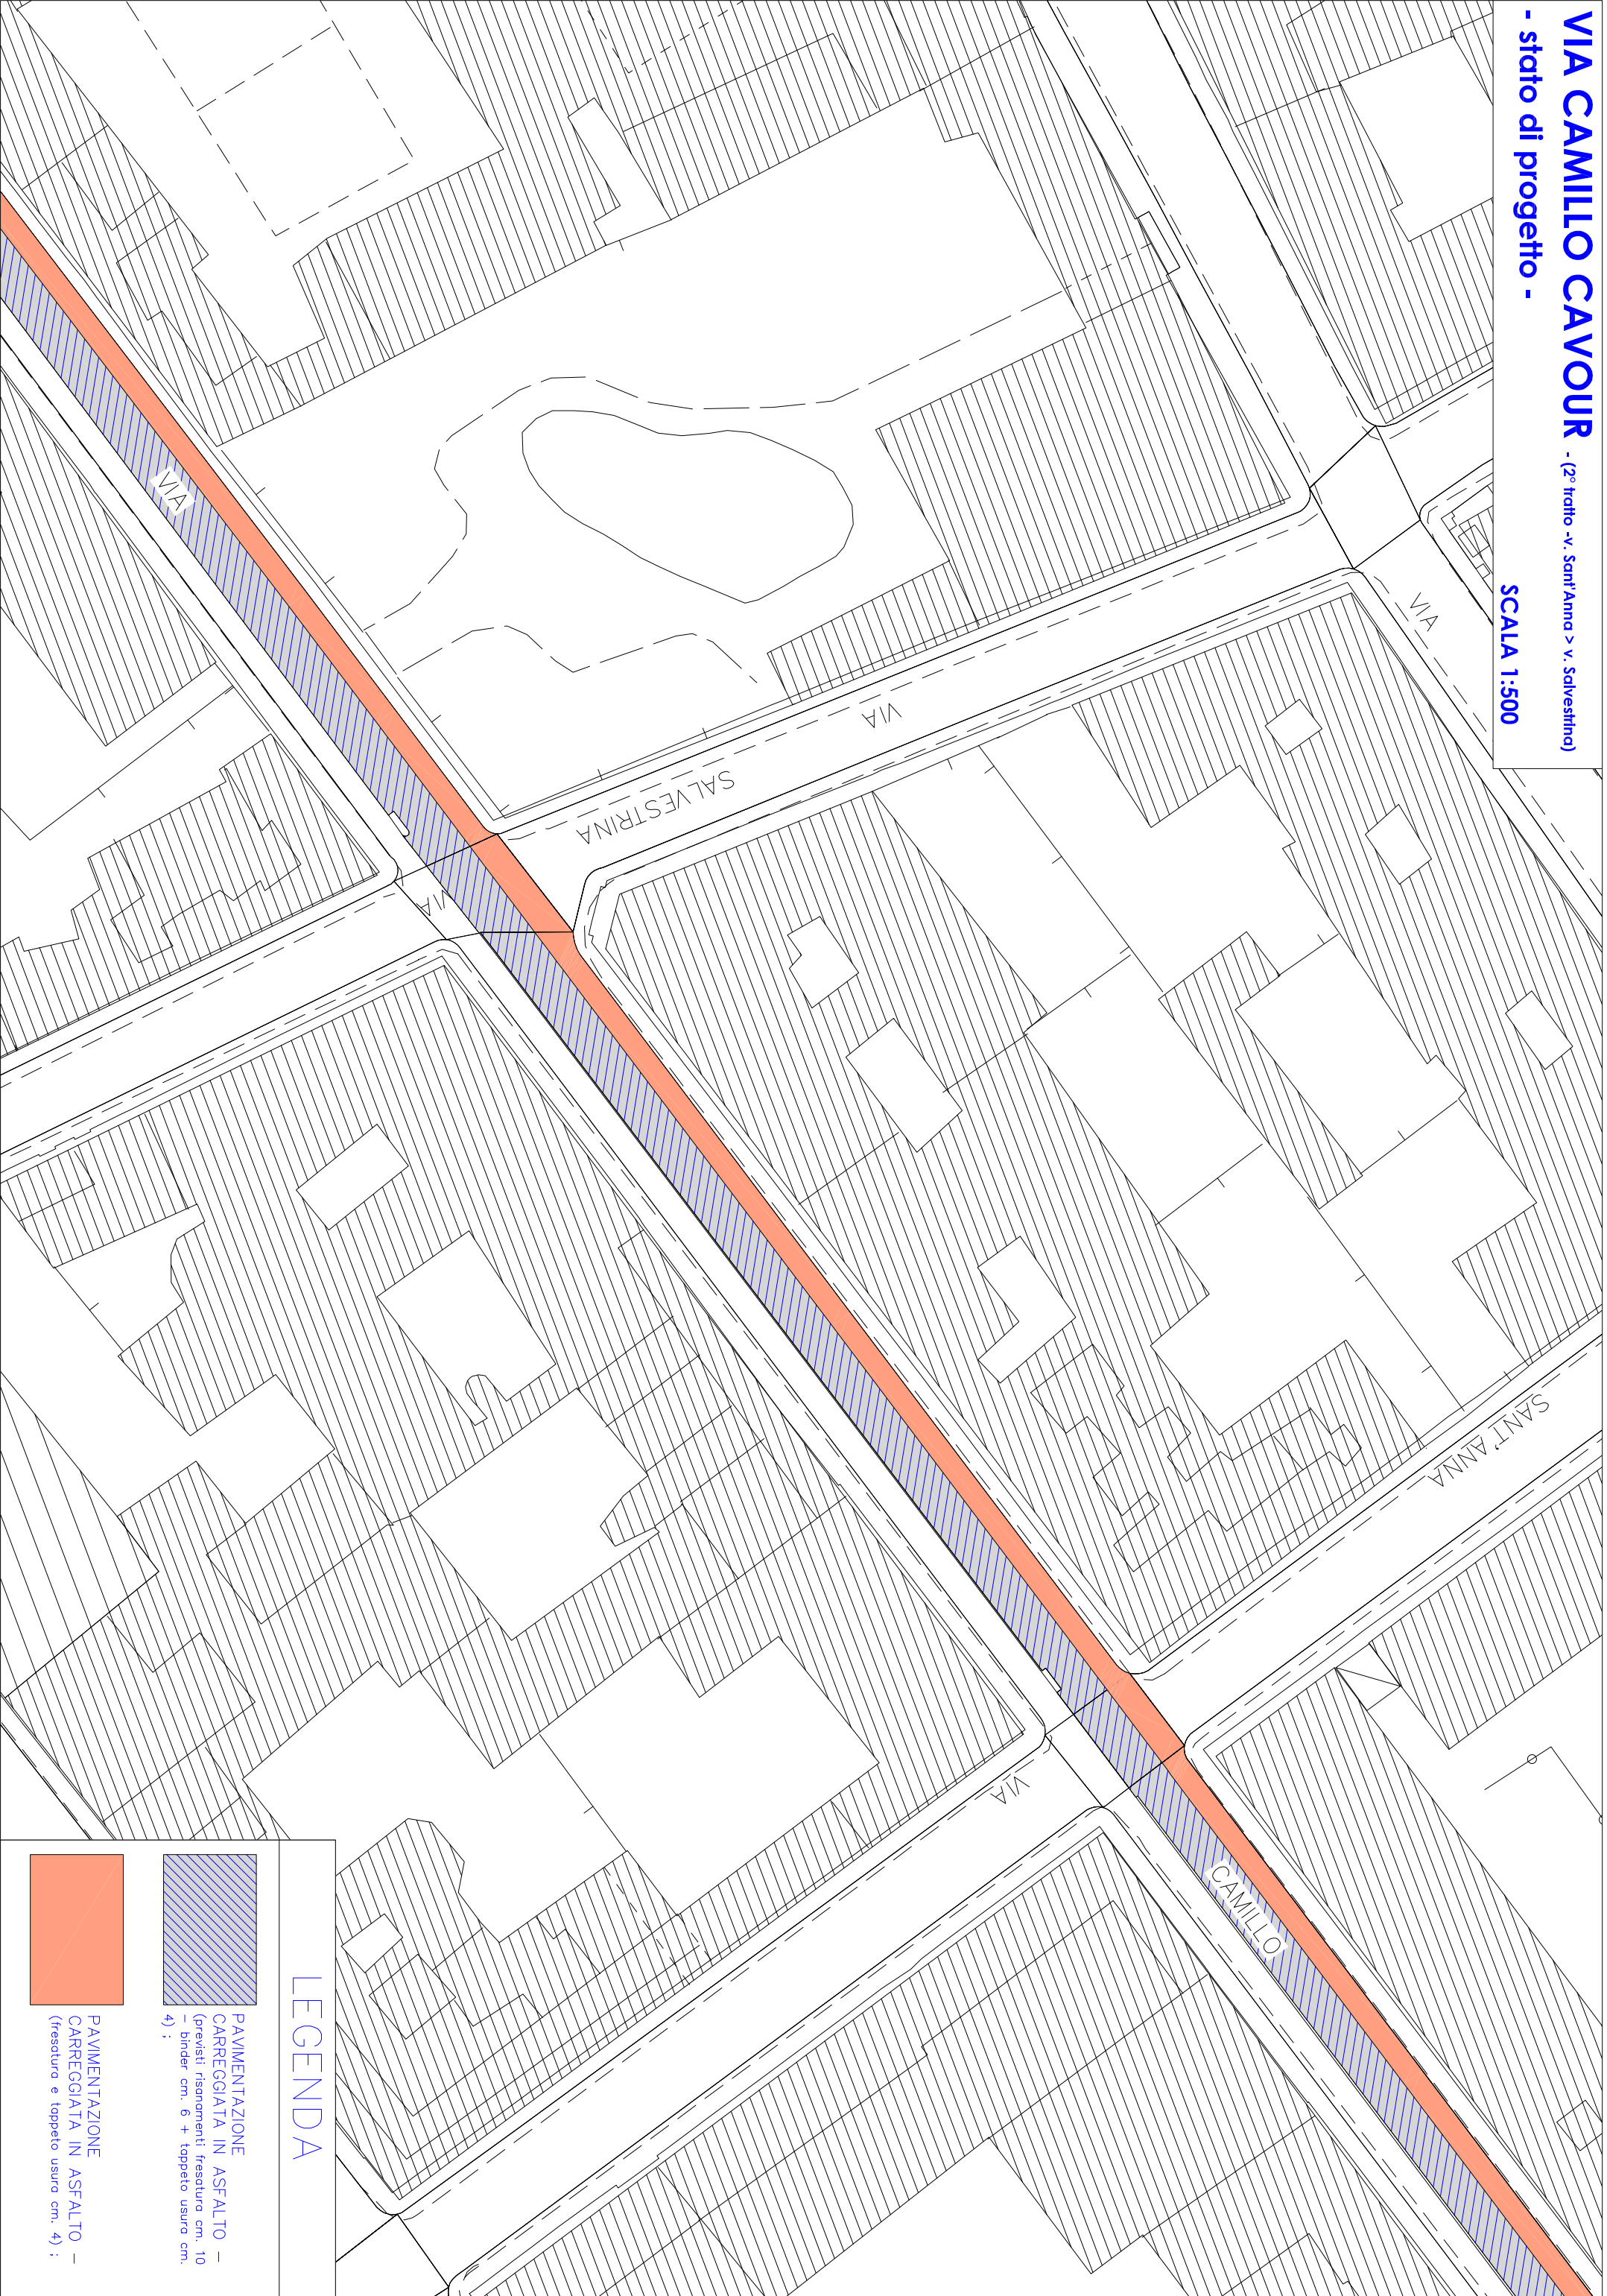 VIA CAMILLO CAVOUR - (2° tratto -v. Sant'Anna > v. Salvestrina)
- stato di progetto -
SCALA 1:500
VIA
VIA
SALVESTRINA
VIA
VIA
SANT'ANNA
VIA
CAMILLO
LEGENDA
PAVIMENTAZIONE
CARREGGIATA IN ASFALTO –
(previsti risanamenti fresatura cm. 10
– binder cm. 6 + tappeto usura cm.
4) ;
PAVIMENTAZIONE
CARREGGIATA IN ASFALTO –
(fresatura e tappeto usura cm. 4) ;